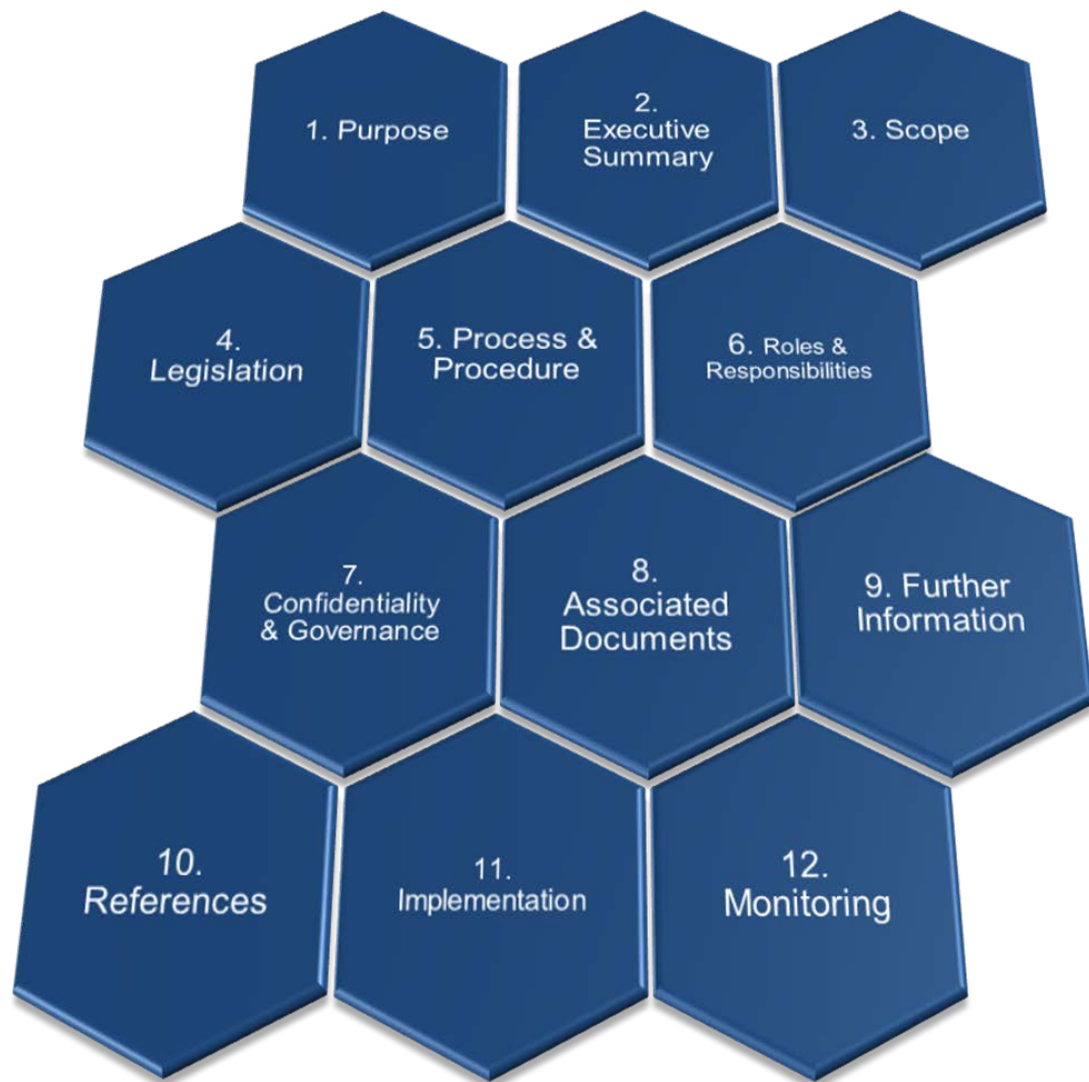 1. Purpose
2.
Executive
Summary
3. Scope
4.
Legislation
5. Process &
Procedure
6. Roles &
Responsibilities
7.
Confidentiality
& Governance
8.
Associated
Documents
9. Further
Information
10.
References
11.
Implementation
12.
Monitoring